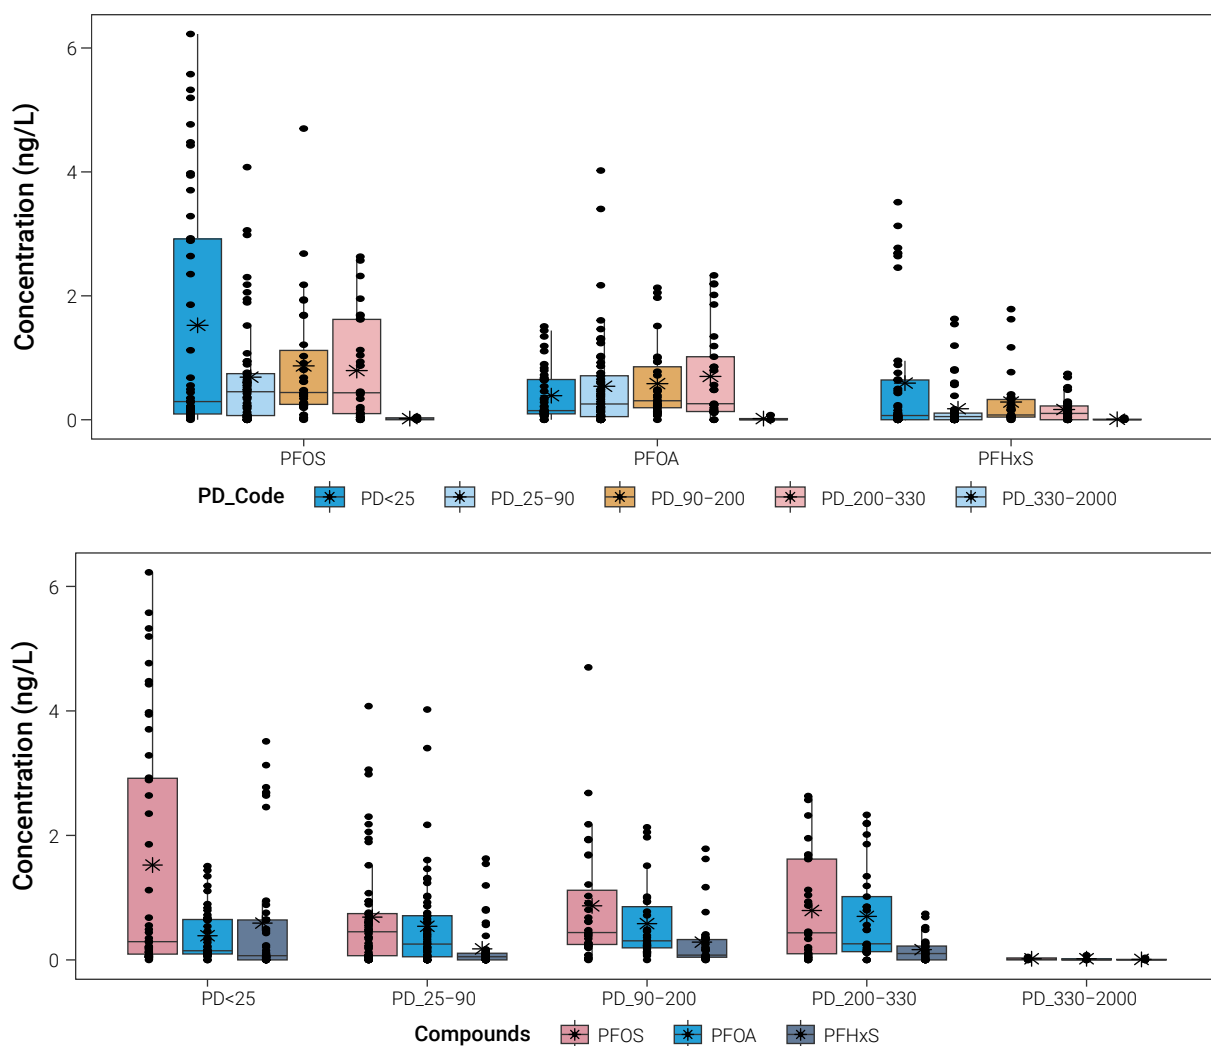 Concentration (ng/L)
6
4
2
0
PFOS PFOA PFHxS
PD_Code PD<25 PD_25-90 PD_90-200 PD_200-330 PD_330-2000
Concentration (ng/L)
6
4
2
0
PD<25 PD_25-90 PD_90-200 PD_200-330 PD_330-2000
Compounds PFOS PFOA PFHxS